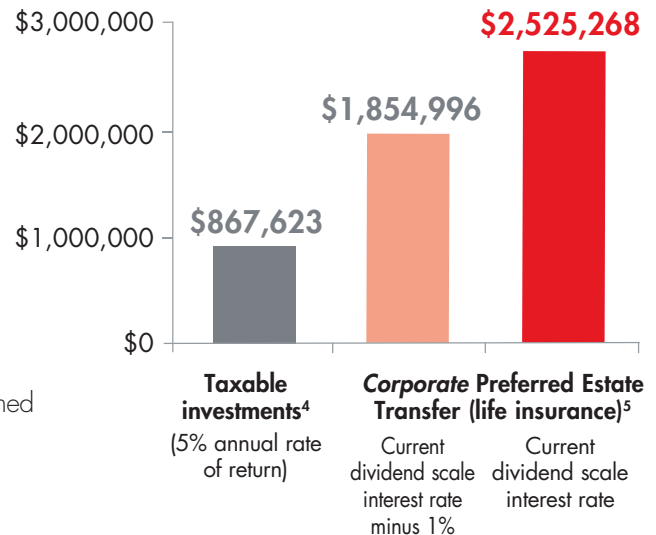 $3,000,000
$2,525,268
$1,854,996
$2,000,000
$867,623
$1,000,000
$0
Taxable
investments⁴
(5% annual rate
of return)
Corporate Preferred Estate
Transfer (life insurance)⁵
Current
dividend scale
interest rate
minus 1%
Current
dividend scale
interest rate